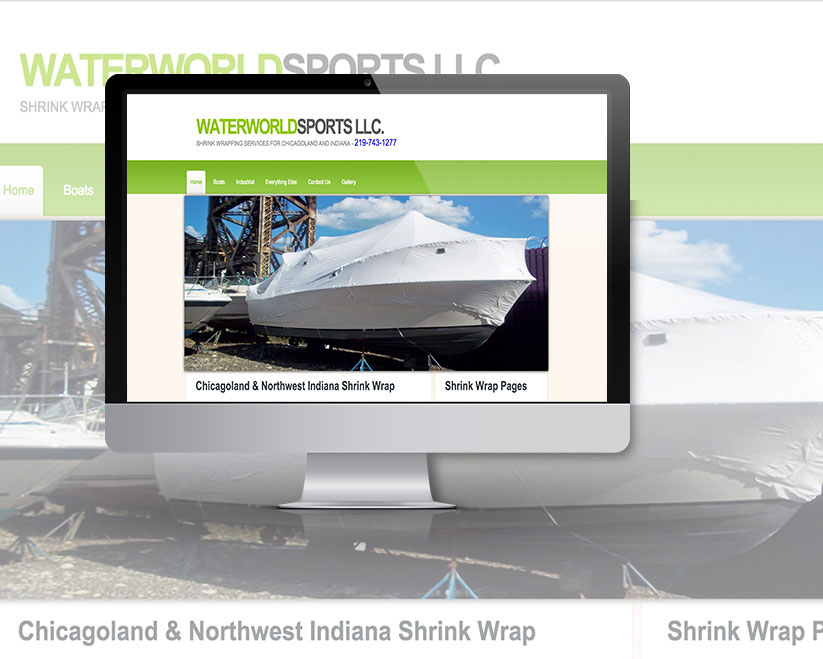 WATERWORLDSPORTS LLC
SHRINK WRAP
Home Boats
WATERWORLDSPORTS LLC.
SHRINK WRAPPING SERVICES FOR CHICAGOLAND AND INDIANA - 219-743-1277
Home Boats Industrial Everything Else Contact Us Gallery
Chicagoland & Northwest Indiana Shrink Wrap Shrink Wrap Pages
Chicagoland & Northwest Indiana Shrink Wrap Shrink Wrap P